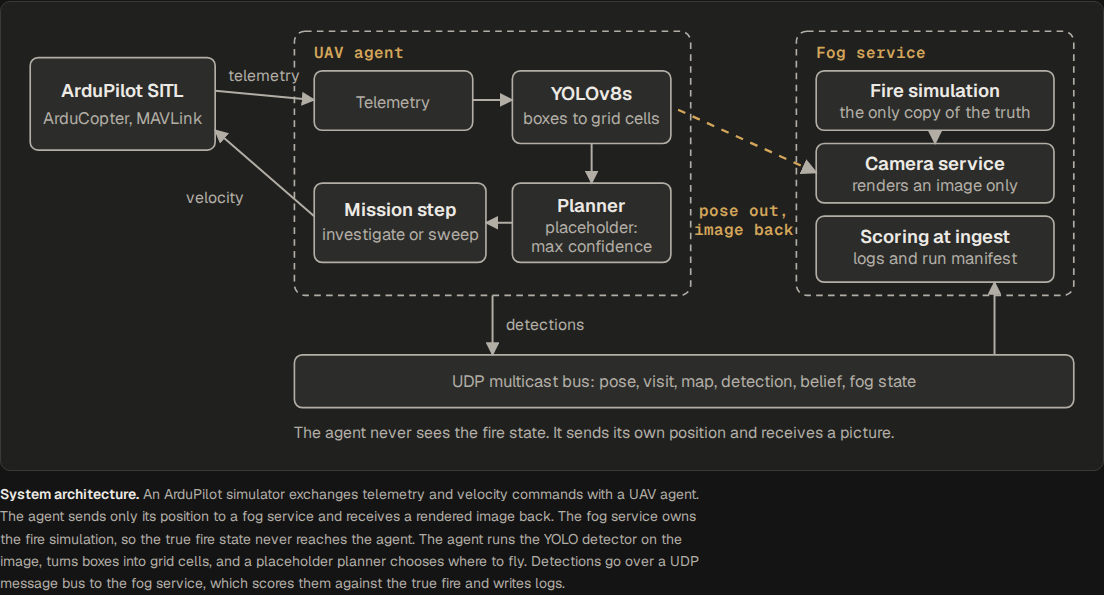 UAV agent
Fog service
ArduPilot SITL
ArduCopter, MAVLink
telemetry
Telemetry
YOLOv8s
boxes to grid cells
Fire simulation
the only copy of the truth
Camera service
renders an image only
velocity
Mission step
investigate or sweep
Planner
placeholder:
max confidence
pose out,
image back
Scoring at ingest
logs and run manifest
detections
UDP multicast bus: pose, visit, map, detection, belief, fog state
The agent never sees the fire state. It sends its own position and receives a picture.
System architecture. An ArduPilot simulator exchanges telemetry and velocity commands with a UAV agent.
The agent sends only its position to a fog service and receives a rendered image back. The fog service owns
the fire simulation, so the true fire state never reaches the agent. The agent runs the YOLO detector on the
image, turns boxes into grid cells, and a placeholder planner chooses where to fly. Detections go over a UDP
message bus to the fog service, which scores them against the true fire and writes logs.